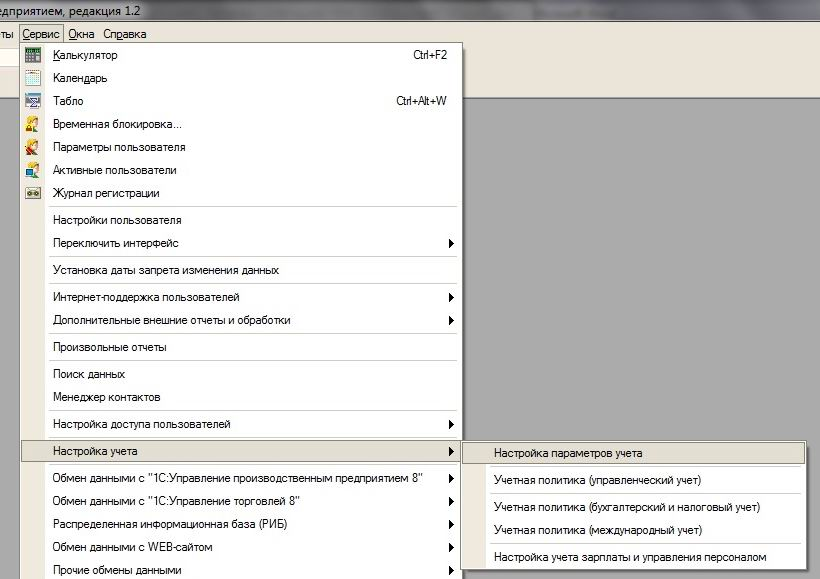 едприятием, редакция 1.2
ты Сервис Окна Справка
Калькулятор Ctrl+F2
Календарь
Табло Ctrl+Alt+W
Временная блокировка...
Параметры пользователя
Активные пользователи
Журнал регистрации
Настройки пользователя
Переключить интерфейс
Установка даты запрета изменения данных
Интернет-поддержка пользователей
Дополнительные внешние отчеты и обработки
Произвольные отчеты
Поиск данных
Менеджер контактов
Настройка доступа пользователей
Настройка учета
Настройка параметров учета
Обмен данными с "1С:Управление производственным предприятием 8"
Учетная политика (управленческий учет)
Обмен данными с "1С:Управление торговлей 8"
Учетная политика (бухгалтерский и налоговый учет)
Распределенная информационная база (РИБ)
Учетная политика (международный учет)
Обмен данными с WEB-сайтом
Настройка учета зарплаты и управления персоналом
Прочие обмены данными